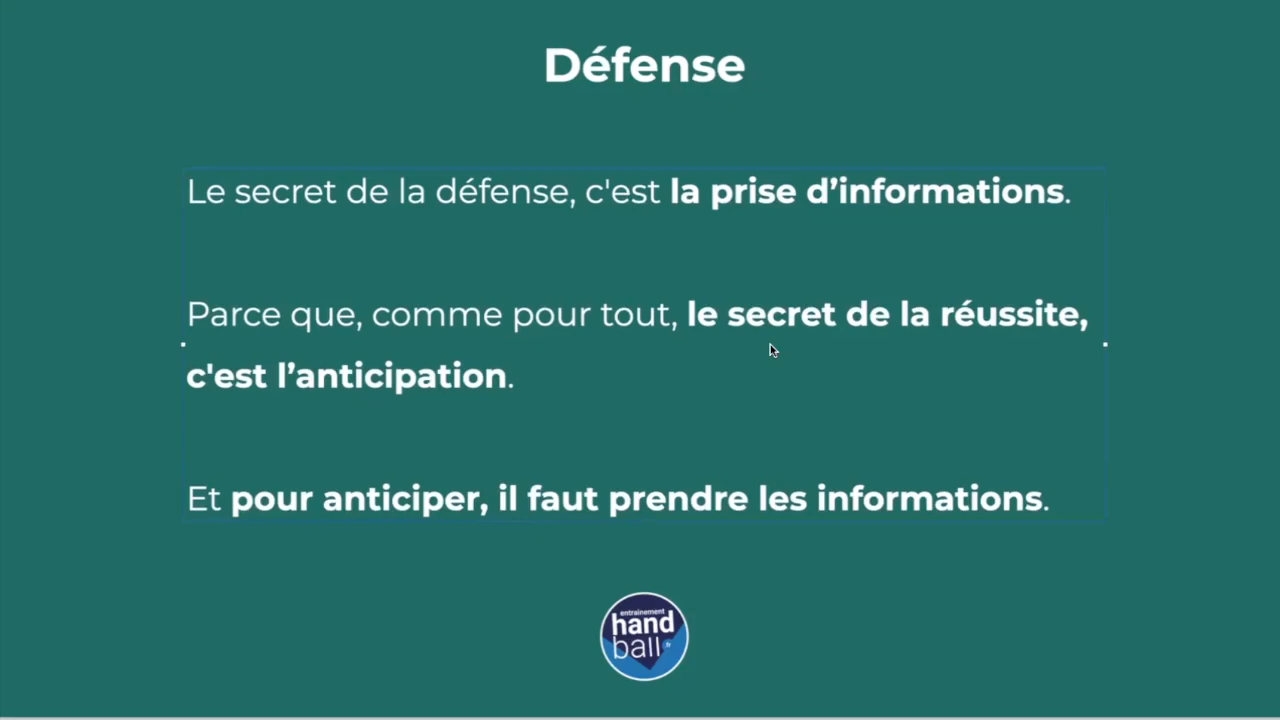 Défense
Le secret de la défense, c'est la prise d’informations.
Parce que, comme pour tout, le secret de la réussite,
c'est l’anticipation.
Et pour anticiper, il faut prendre les informations.
entrainement
hand
ball.fr